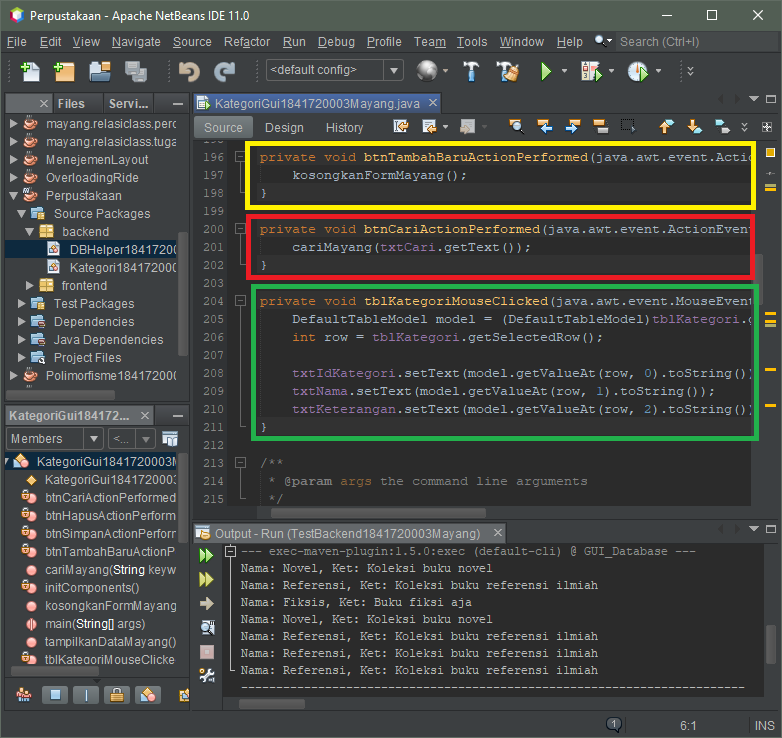 Perpustakaan - Apache NetBeans IDE 11.0
File Edit View Navigate Source Refactor Run Debug Profile Team Tools Window Help Search (Ctrl+I)
<default config>
Files Servi...
mayang.relasiclass.perc
mayang.relasiclass.tuga
MenejemenLayout
OverloadingRide
Perpustakaan
Source Packages
backend
DBHelper184172000
Kategori184172000
frontend
Test Packages
Dependencies
Java Dependencies
Project Files
Polimorfisme184172000
KategoriGui1841720003Mayang.java
Source Design History
196 private void btnTambahBaruActionPerformed(java.awt.event.Actio
197 kosongkanFormMayang();
198 }
199
200 private void btnCariActionPerformed(java.awt.event.ActionEvent
201 cariMayang(txtCari.getText());
202 }
203
204 private void tblKategoriMouseClicked(java.awt.event.MouseEvent
205 DefaultTableModel model = (DefaultTableModel)tblKategori.g
206 int row = tblKategori.getSelectedRow();
207
208 txtIdKategori.setText(model.getValueAt(row, 0).toString())
209 txtNama.setText(model.getValueAt(row, 1).toString());
210 txtKeterangan.setText(model.getValueAt(row, 2).toString())
211 }
212
213 /**
214 * @param args the command line arguments
215 */
KategoriGui184172...
Members <...
KategoriGui1841720003M
KategoriGui184172000
btnCariActionPerformed
btnHapusActionPerform
btnSimpanActionPerform
btnTambahBaruActionP
cariMayang(String keyw
initComponents()
kosongkanFormMayang
main(String[] args)
tampilkanDataMayang()
tblKategoriMouseClicke
Output - Run (TestBackend1841720003Mayang)
--- exec-maven-plugin:1.5.0:exec (default-cli) @ GUI_Database ---
Nama: Novel, Ket: Koleksi buku novel
Nama: Referensi, Ket: Koleksi buku referensi ilmiah
Nama: Fiksis, Ket: Buku fiksi aja
Nama: Novel, Ket: Koleksi buku novel
Nama: Referensi, Ket: Koleksi buku referensi ilmiah
Nama: Referensi, Ket: Koleksi buku referensi ilmiah
Nama: Referensi, Ket: Koleksi buku referensi ilmiah
------------------------------------------------------------------------
1 6:1 INS